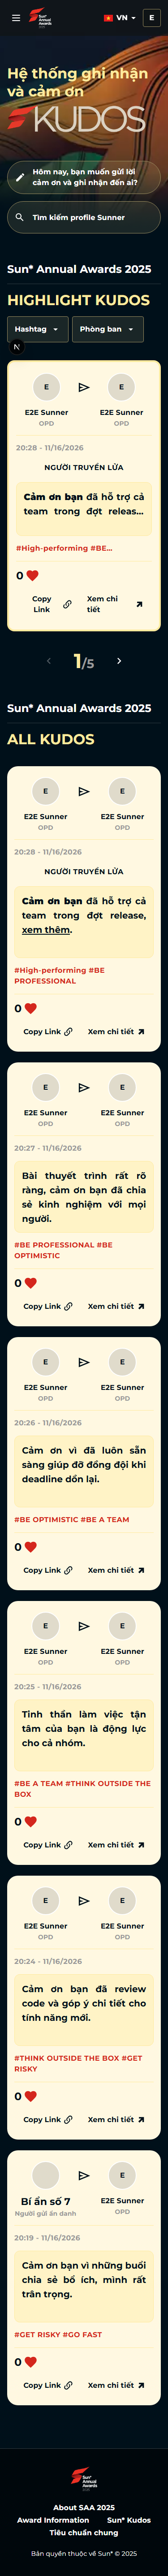 VN
E
Hệ thống ghi nhận
và cảm ơn
KUDOS
Hôm nay, bạn muốn gửi lời
cảm ơn và ghi nhận đến ai?
Tìm kiếm profile Sunner
Sun* Annual Awards 2025
HIGHLIGHT KUDOS
Hashtag
Phòng ban
N
E
E
E2E Sunner
E2E Sunner
OPD
OPD
20:28 - 11/16/2026
NGƯỜI TRUYỀN LỬA
Cảm ơn bạn đã hỗ trợ cả
team trong đợt releas...
#High-performing #BE...
0
Copy
Link
Xem chi
tiết
1/5
Sun* Annual Awards 2025
ALL KUDOS
E
E
E2E Sunner
E2E Sunner
OPD
OPD
20:28 - 11/16/2026
NGƯỜI TRUYỀN LỬA
Cảm ơn bạn đã hỗ trợ cả
team trong đợt release,
xem thêm.
#High-performing #BE
PROFESSIONAL
0
Copy Link
Xem chi tiết
E
E
E2E Sunner
E2E Sunner
OPD
OPD
20:27 - 11/16/2026
Bài thuyết trình rất rõ
ràng, cảm ơn bạn đã chia
sẻ kinh nghiệm với mọi
người.
#BE PROFESSIONAL #BE
OPTIMISTIC
0
Copy Link
Xem chi tiết
E
E
E2E Sunner
E2E Sunner
OPD
OPD
20:26 - 11/16/2026
Cảm ơn vì đã luôn sẵn
sàng giúp đỡ đồng đội khi
deadline dồn lại.
#BE OPTIMISTIC #BE A TEAM
0
Copy Link
Xem chi tiết
E
E
E2E Sunner
E2E Sunner
OPD
OPD
20:25 - 11/16/2026
Tinh thần làm việc tận
tâm của bạn là động lực
cho cả nhóm.
#BE A TEAM #THINK OUTSIDE THE
BOX
0
Copy Link
Xem chi tiết
E
E
E2E Sunner
E2E Sunner
OPD
OPD
20:24 - 11/16/2026
Cảm ơn bạn đã review
code và góp ý chi tiết cho
tính năng mới.
#THINK OUTSIDE THE BOX #GET
RISKY
0
Copy Link
Xem chi tiết
E
Bí ẩn số 7
E2E Sunner
Người gửi ẩn danh
OPD
20:19 - 11/16/2026
Cảm ơn bạn vì những buổi
chia sẻ bổ ích, mình rất
trân trọng.
#GET RISKY #GO FAST
0
Copy Link
Xem chi tiết
Sun*
Annual
Awards
2025
About SAA 2025
Award Information
Sun* Kudos
Tiêu chuẩn chung
Bản quyền thuộc về Sun* © 2025